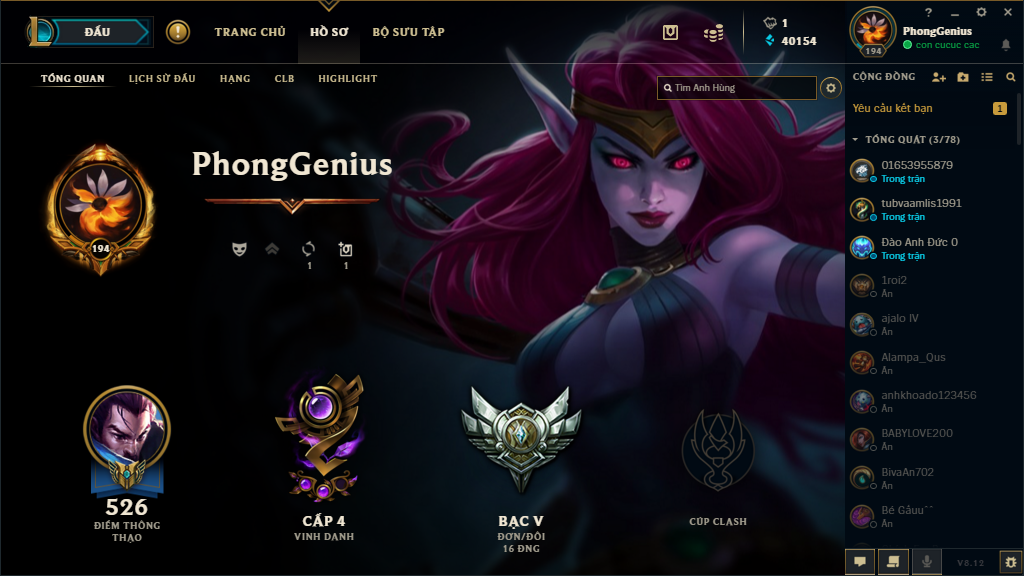 ĐẤU
TRANG CHỦ
HỒ SƠ
BỘ SƯU TẬP
1
40154
TỔNG QUAN
LỊCH SỬ ĐẤU
HẠNG
CLB
HIGHLIGHT
Tìm Anh Hùng
194
PhongGenius
1
1
526
ĐIỂM THÔNG
THẠO
CẤP 4
VINH DANH
BẠC V
ĐƠN/ĐÔI
16 ĐNG
CÚP CLASH
?
194
PhongGenius
con cucuc cac
CỘNG ĐỒNG
Yêu cầu kết bạn
1
TỔNG QUÁT (3/78)
01653955879
Trong trận
tubvaamlis1991
Trong trận
Đào Anh Đức 0
Trong trận
1roi2
Ẩn
ajalo IV
Ẩn
Alampa_Qus
Ẩn
anhkhoado123456
Ẩn
BABYLOVE200
Ẩn
BivaAn702
Ẩn
Bé Gấuu^^
Ẩn
V8.12